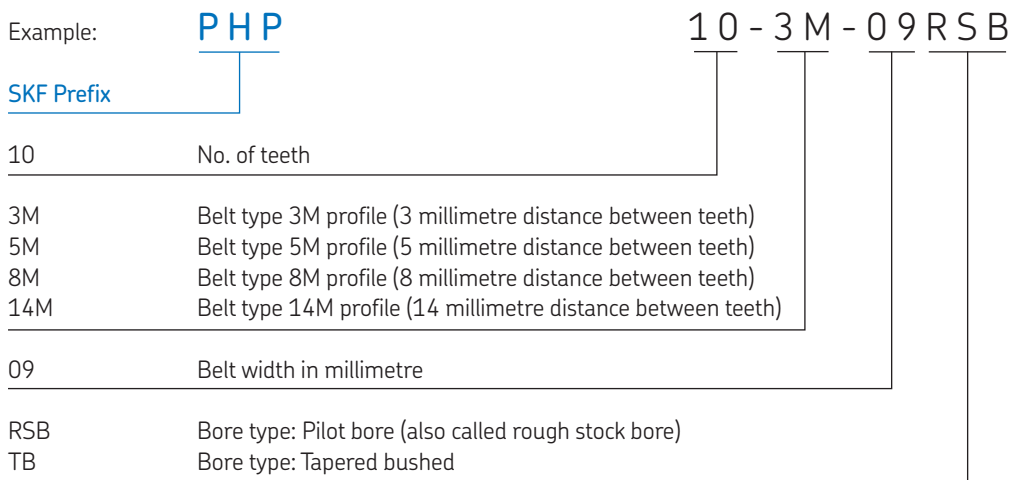 Example: PHP 10-3M-09RSB
SKF Prefix
10 No. of teeth
3M Belt type 3M profile (3 millimetre distance between teeth)
5M Belt type 5M profile (5 millimetre distance between teeth)
8M Belt type 8M profile (8 millimetre distance between teeth)
14M Belt type 14M profile (14 millimetre distance between teeth)
09 Belt width in millimetre
RSB Bore type: Pilot bore (also called rough stock bore)
TB Bore type: Tapered bushed